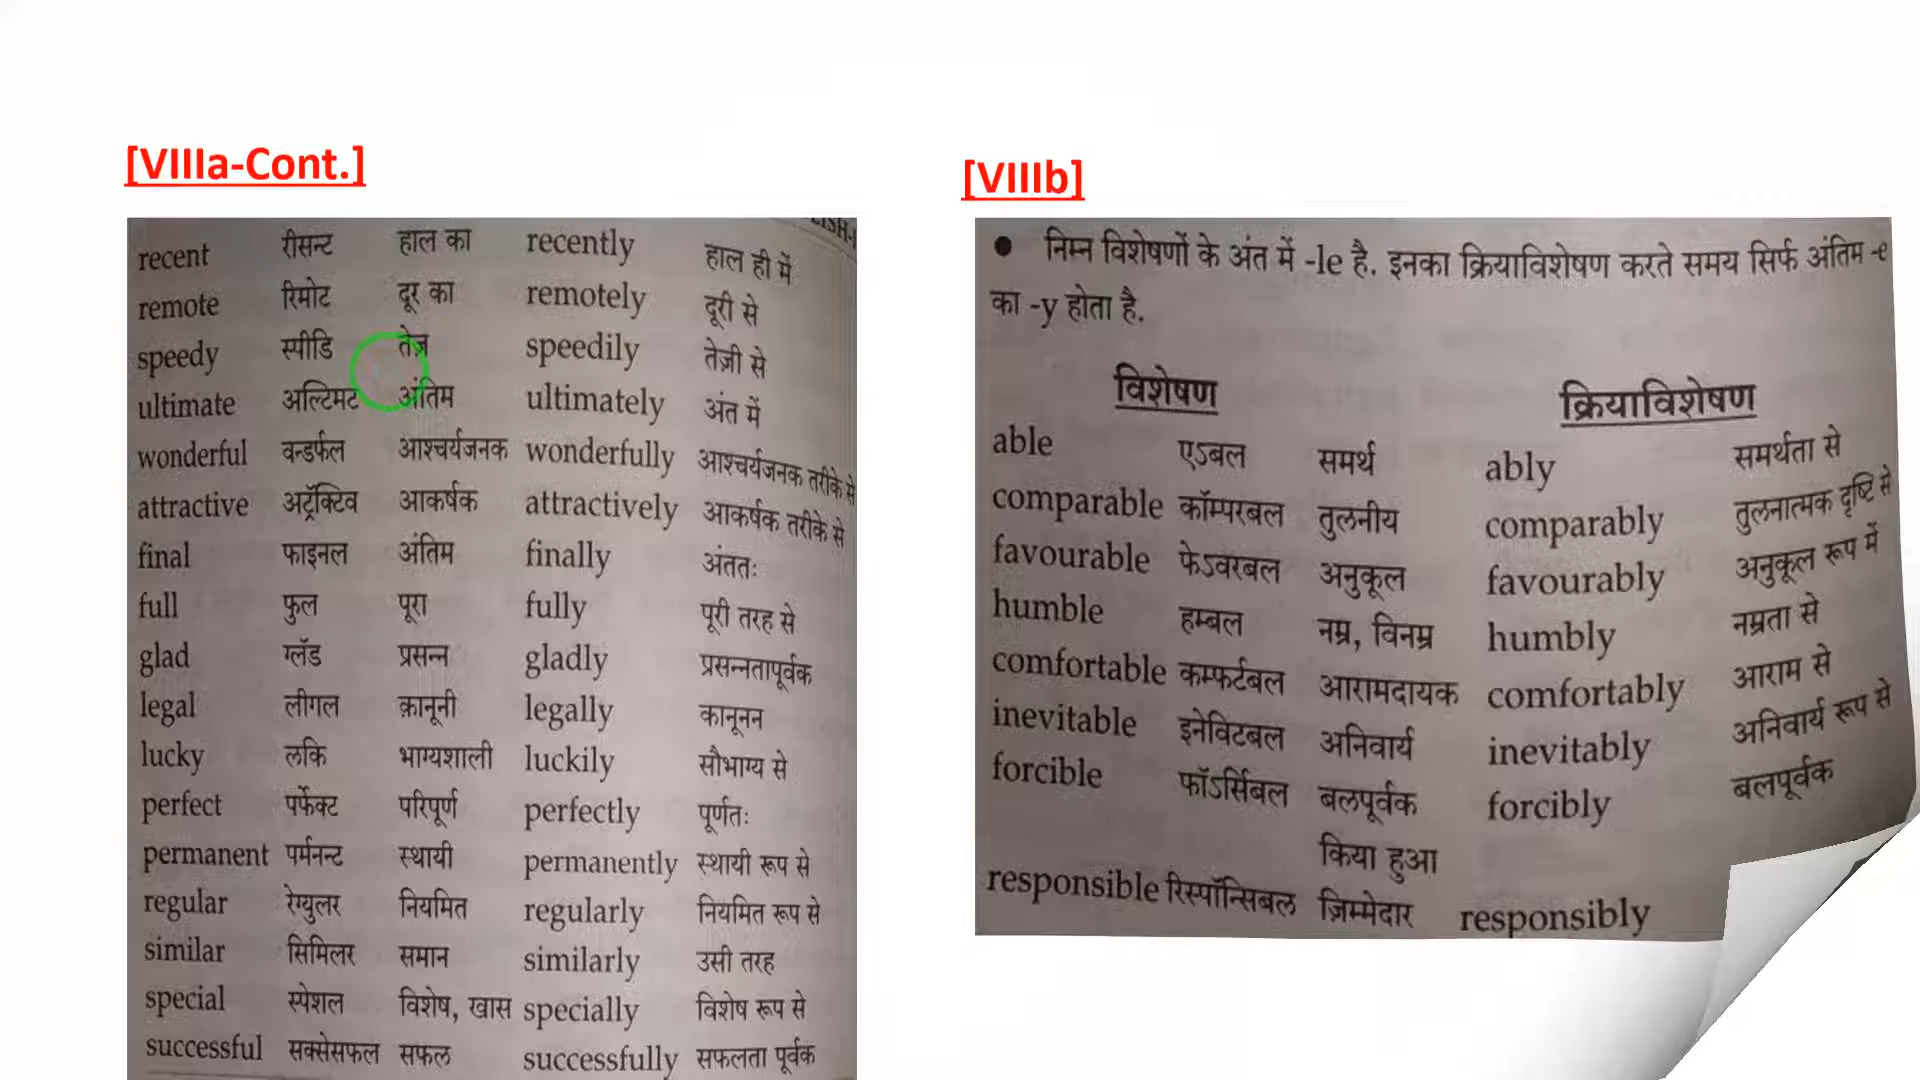 [VIIIa-Cont.]
recent रीसन्ट हाल का recently हाल ही में
remote रिमोट दूर का remotely दूरी से
speedy स्पीडि तेज़ speedily तेज़ी से
ultimate अल्टिमट अंतिम ultimately अंत में
wonderful वन्डर्फल आश्चर्यजनक wonderfully आश्चर्यजनक तरीके से
attractive अट्रॅक्टिव आकर्षक attractively आकर्षक तरीके से
final फाइनल अंतिम finally अंततः
full फुल पूरा fully पूरी तरह से
glad ग्लॅड प्रसन्न gladly प्रसन्नतापूर्वक
legal लीगल क़ानूनी legally कानूनन
lucky लकि भाग्यशाली luckily सौभाग्य से
perfect पर्फेक्ट परिपूर्ण perfectly पूर्णतः
permanent पर्मनन्ट स्थायी permanently स्थायी रूप से
regular रेग्युलर नियमित regularly नियमित रूप से
similar सिमिलर समान similarly उसी तरह
special स्पेशल विशेष, खास specially विशेष रूप से
successful सक्सेसफल सफल successfully सफलता पूर्वक
[VIIIb]
● निम्न विशेषणों के अंत में -le है. इनका क्रियाविशेषण करते समय सिर्फ अंतिम -e
का -y होता है.
विशेषण क्रियाविशेषण
able एऽबल समर्थ ably समर्थता से
comparable कॉम्परबल तुलनीय comparably तुलनात्मक दृष्टि से
favourable फेऽवरबल अनुकूल favourably अनुकूल रूप में
humble हम्बल नम्र, विनम्र humbly नम्रता से
comfortable कम्फर्टबल आरामदायक comfortably आराम से
inevitable इनेविटबल अनिवार्य inevitably अनिवार्य रूप से
forcible फॉऽर्सिबल बलपूर्वक forcibly बलपूर्वक
किया हुआ
responsible रिस्पॉन्सिबल ज़िम्मेदार responsibly